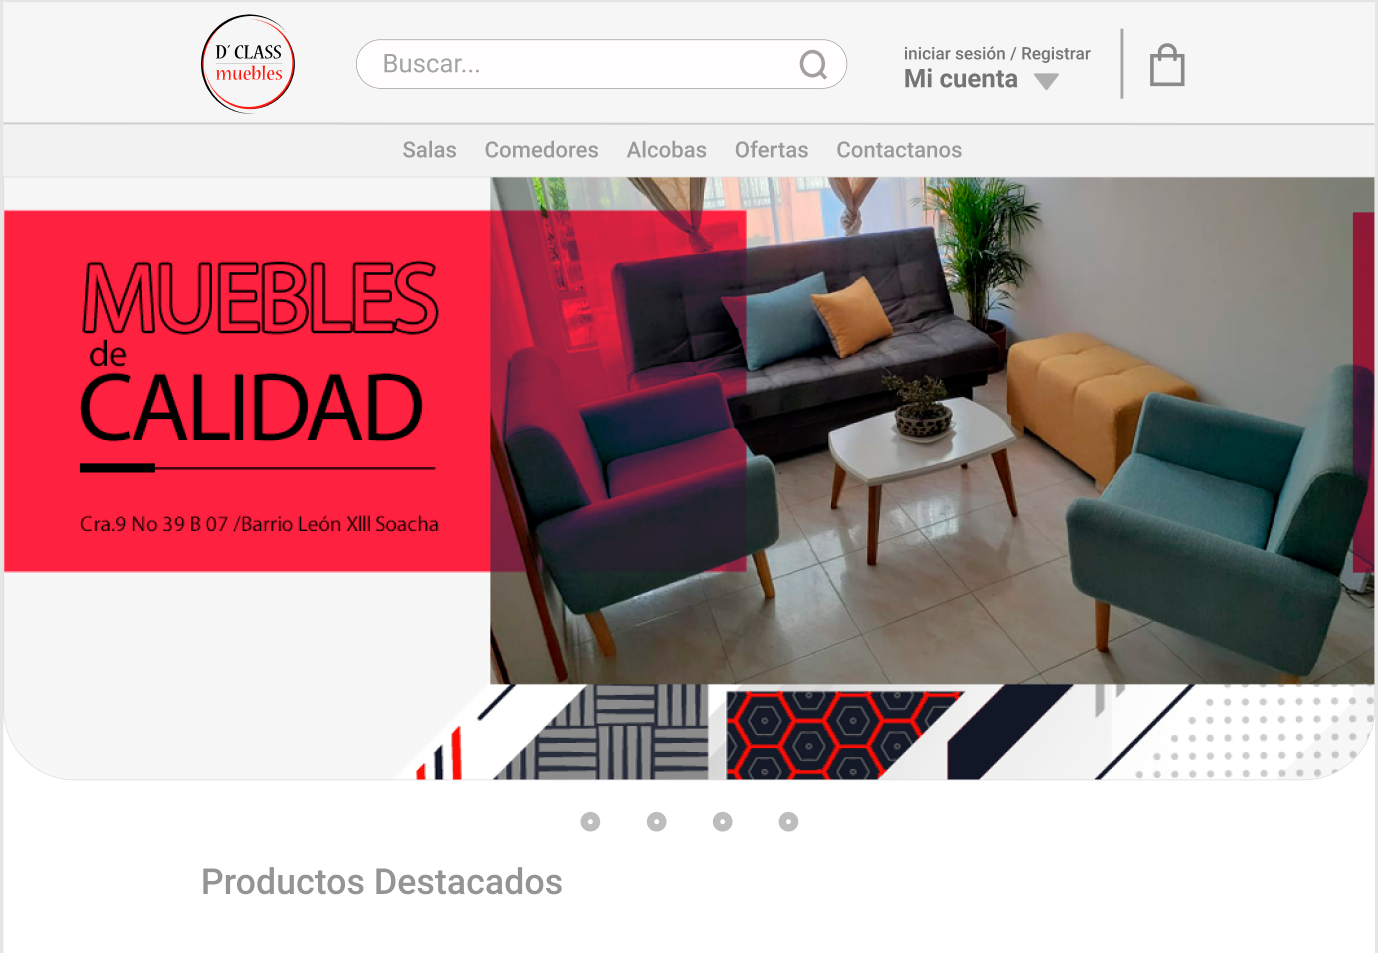 D´ CLASS
muebles
Buscar...
iniciar sesión / Registrar
Mi cuenta
Salas Comedores Alcobas Ofertas Contactanos
MUEBLES
de
CALIDAD
Cra.9 No 39 B 07 /Barrio León XIII Soacha
Productos Destacados